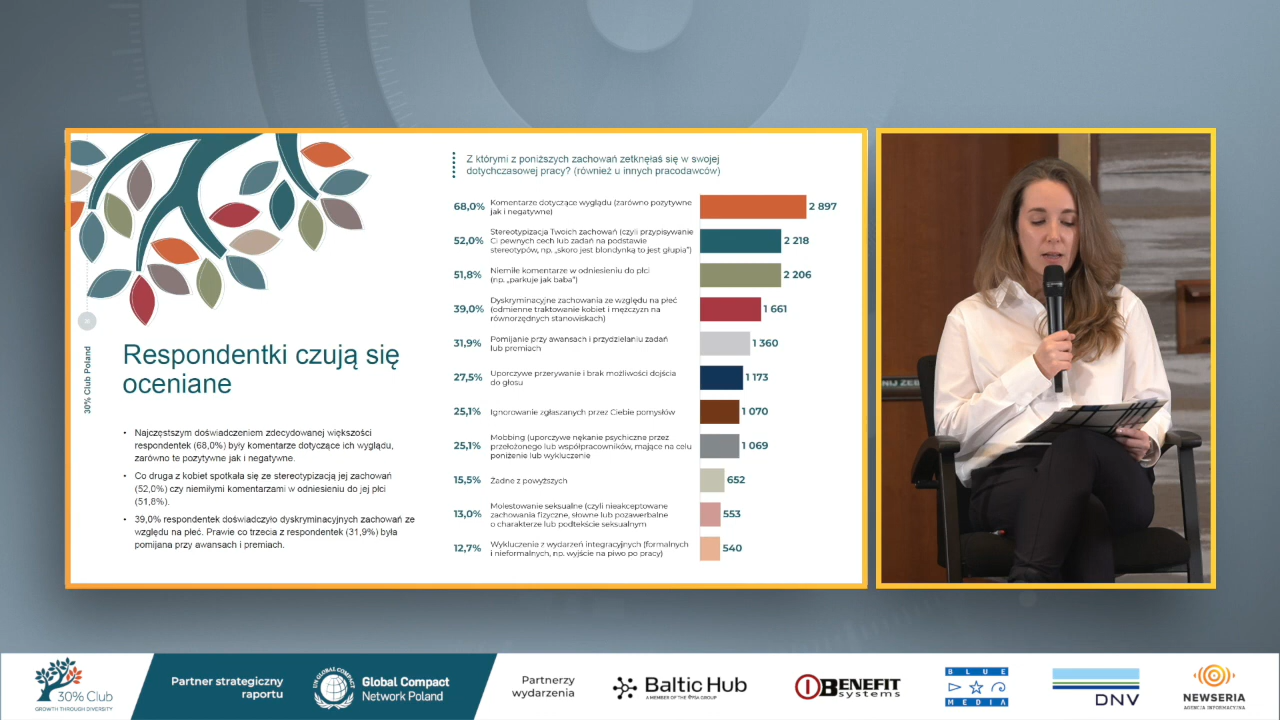 Z którymi z poniższych zachowań zetknęłaś się w swojej
dotychczasowej pracy? (również u innych pracodawców)
68,0% Komentarze dotyczące wyglądu (zarówno pozytywne
jak i negatywne)
2 897
52,0% Stereotypizacja Twoich zachowań (czyli przypisywanie
Ci pewnych cech lub zadań na podstawie
stereotypów, np. „skoro jest blondynką to jest głupia”)
2 218
51,8% Niemiłe komentarze w odniesieniu do płci
(np. „parkuje jak baba”)
2 206
39,0% Dyskryminacyjne zachowania ze względu na płeć
(odmienne traktowanie kobiet i mężczyzn na
równorzędnych stanowiskach)
1 661
31,9% Pomijanie przy awansach i przydzielaniu zadań
lub premiach
1 360
27,5% Uporczywe przerywanie i brak możliwości dojścia
do głosu
1 173
25,1% Ignorowanie zgłaszanych przez Ciebie pomysłów
1 070
25,1% Mobbing (uporczywe nękanie psychiczne przez
przełożonego lub współpracowników, mające na celu
poniżenie lub wykluczenie
1 069
15,5% Żadne z powyższych
652
13,0% Molestowanie seksualne (czyli nieakceptowane
zachowania fizyczne, słowne lub pozawerbalne
o charakterze lub podtekście seksualnym
553
12,7% Wykluczenie z wydarzeń integracyjnych (formalnych
i nieformalnych, np. wyjście na piwo po pracy)
540
30% Club Poland
Respondentki czują się
oceniane
• Najczęstszym doświadczeniem zdecydowanej większości
respondentek (68,0%) były komentarze dotyczące ich wyglądu,
zarówno te pozytywne jak i negatywne.
• Co druga z kobiet spotkała się ze stereotypizacją jej zachowań
(52,0%) czy niemiłymi komentarzami w odniesieniu do jej płci
(51,8%).
• 39,0% respondentek doświadczyło dyskryminacyjnych zachowań ze
względu na płeć. Prawie co trzecia z respondentek (31,9%) była
pomijana przy awansach i premiach.
30% Club
GROWTH THROUGH DIVERSITY
Partner strategiczny
raportu
Global Compact
Network Poland
Partnerzy
wydarzenia
Baltic Hub
A MEMBER OF THE PSA GROUP
BENEFIT
systems
BLUE
MEDIA
DNV
NEWSERIA
AGENCJA INFORMACYJNA